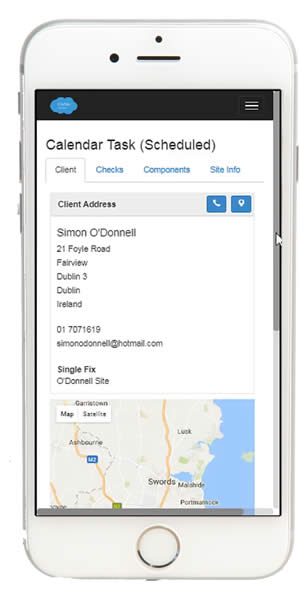 Calendar Task (Scheduled)
Client Checks Components Site Info
Client Address
Simon O'Donnell
21 Foyle Road
Fairview
Dublin 3
Dublin
Ireland
01 7071619
simonodonnell@hotmail.com
Single Fix
O'Donnell Site
Garristown
Map Satellite
Lusk
Ashbourne
M2
Swords
Malahide
Portmarnock